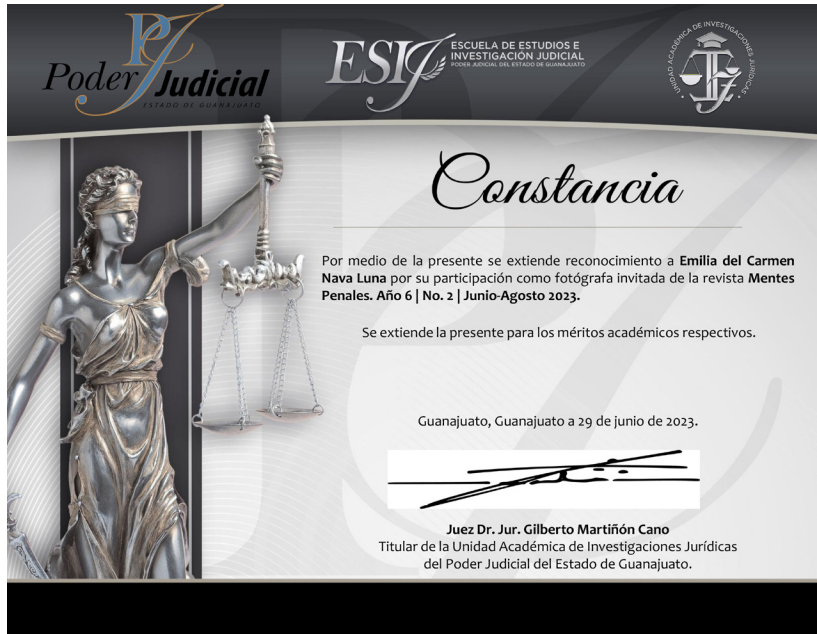 Poder Judicial
ESTADO DE GUANAJUATO
ESIJ
ESCUELA DE ESTUDIOS E
INVESTIGACIÓN JUDICIAL
PODER JUDICIAL DEL ESTADO DE GUANAJUATO
UNIDAD ACADÉMICA DE INVESTIGACIONES JURÍDICAS
Constancia
Por medio de la presente se extiende reconocimiento a Emilia del Carmen
Nava Luna por su participación como fotógrafa invitada de la revista Mentes
Penales. Año 6 | No. 2 | Junio-Agosto 2023.
Se extiende la presente para los méritos académicos respectivos.
Guanajuato, Guanajuato a 29 de junio de 2023.
Juez Dr. Jur. Gilberto Martiñón Cano
Titular de la Unidad Académica de Investigaciones Jurídicas
del Poder Judicial del Estado de Guanajuato.